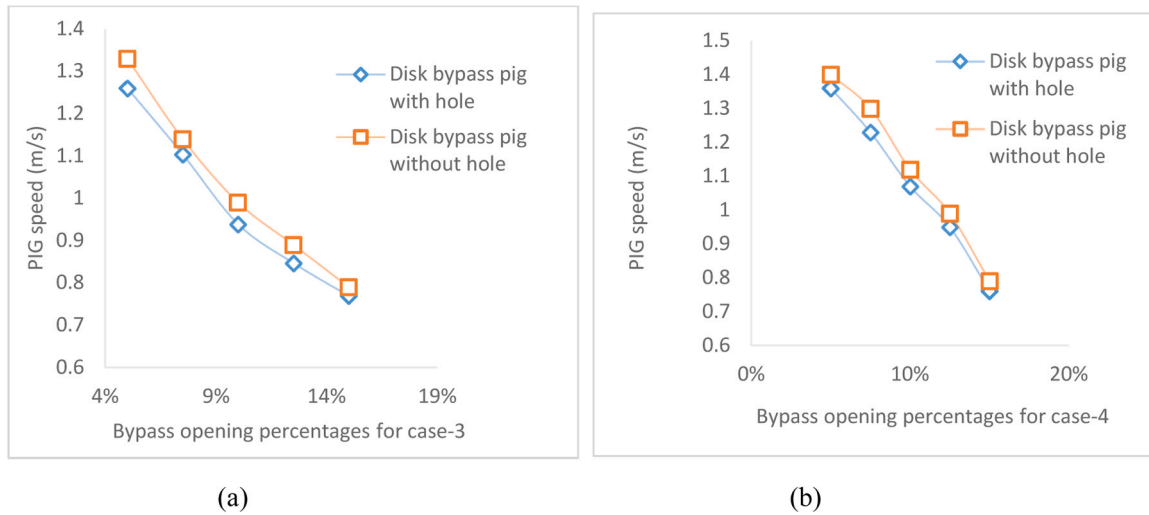 1.4
1.3
1.2
1.1
1
0.9
0.8
0.7
0.6
PIG speed (m/s)
4%
9%
14%
19%
Bypass opening percentages for case-3
Disk bypass pig
with hole
Disk bypass pig
without hole
(a)
1.5
1.4
1.3
1.2
1.1
1
0.9
0.8
0.7
0.6
PIG speed (m/s)
0%
10%
20%
Bypass opening percentages for case-4
Disk bypass pig
with hole
Disk bypass pig
without hole
(b)